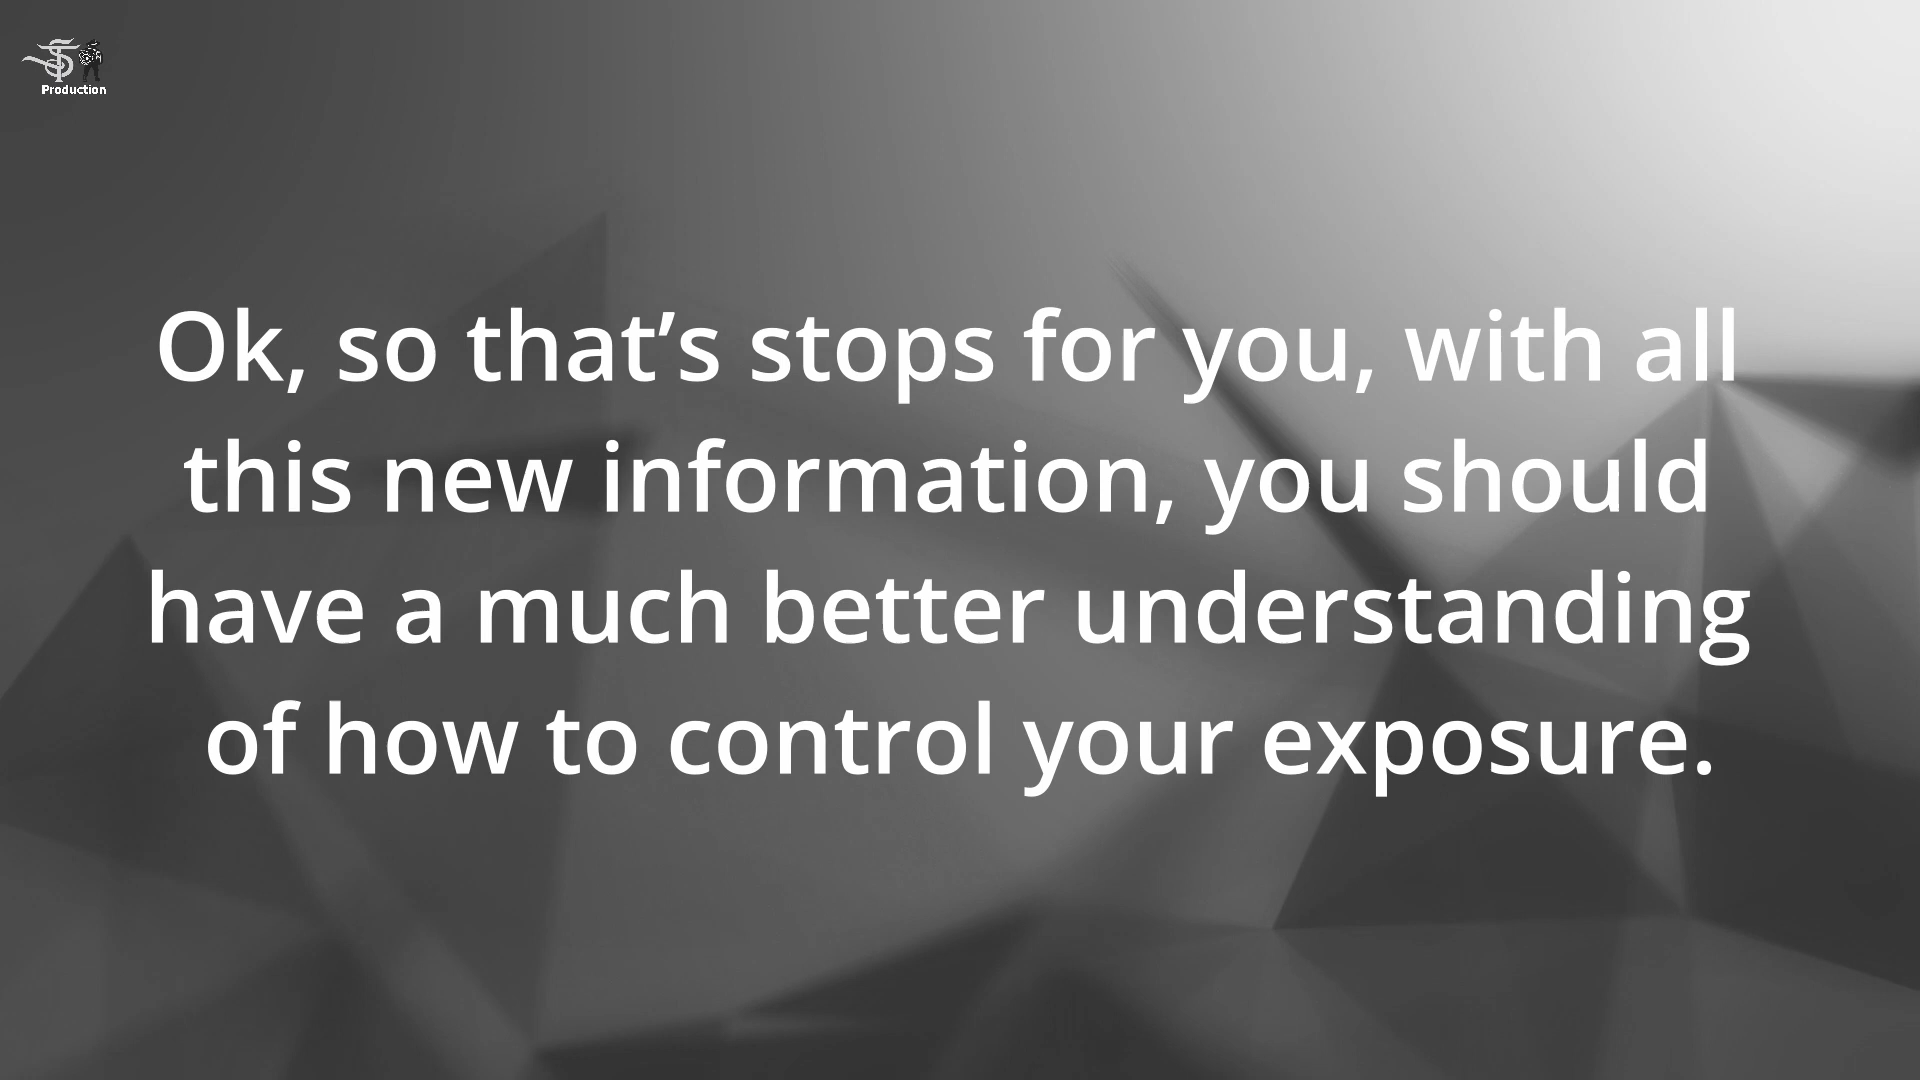 Production
Ok, so that’s stops for you, with all
this new information, you should
have a much better understanding
of how to control your exposure.